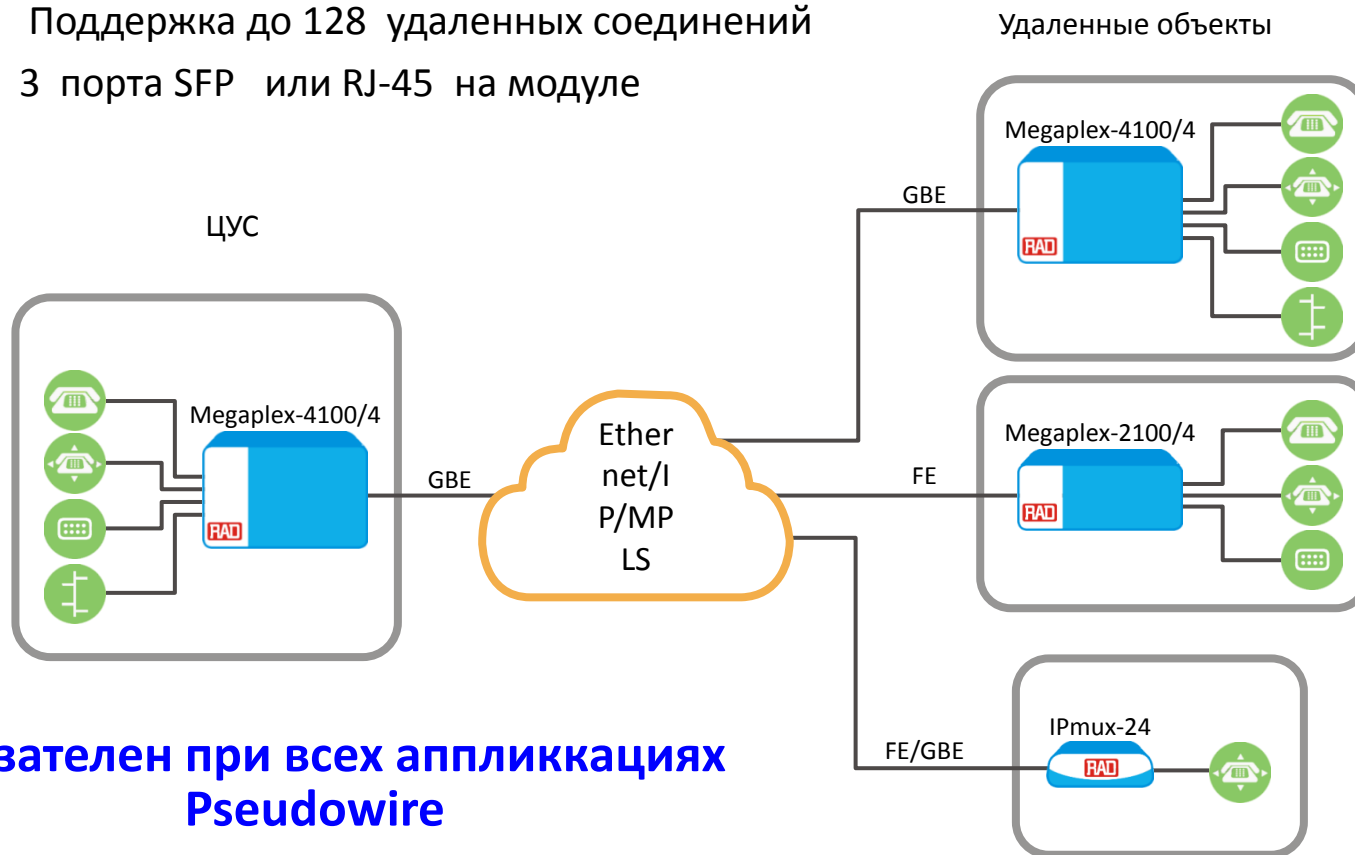 Поддержка до 128 удаленных соединений
Удаленные объекты
3 порта SFP или RJ-45 на модуле
Megaplex-4100/4
RAD
GBE
ЦУС
Megaplex-4100/4
RAD
GBE
Ether
net/I
P/MP
LS
Megaplex-2100/4
RAD
FE
IPmux-24
RAD
FE/GBE
зателен при всех аппликкациях
Pseudowire